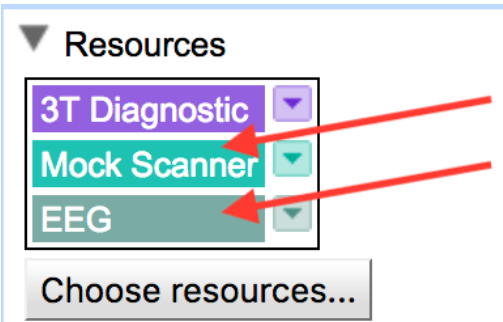 Resources
3T Diagnostic
Mock Scanner
EEG
Choose resources...